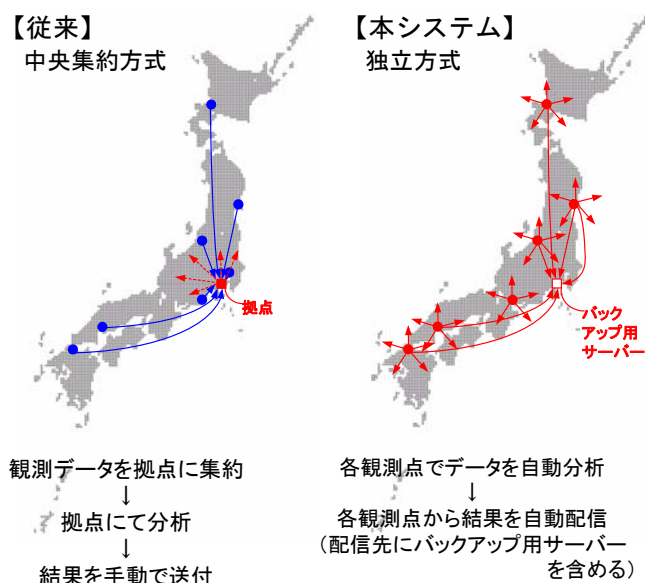 【従来】
中央集約方式
拠点
観測データを拠点に集約
↓
拠点にて分析
↓
結果を手動で送付
【本システム】
独立方式
バック
アップ用
サーバー
各観測点でデータを自動分析
↓
各観測点から結果を自動配信
（配信先にバックアップ用サーバー
を含める）